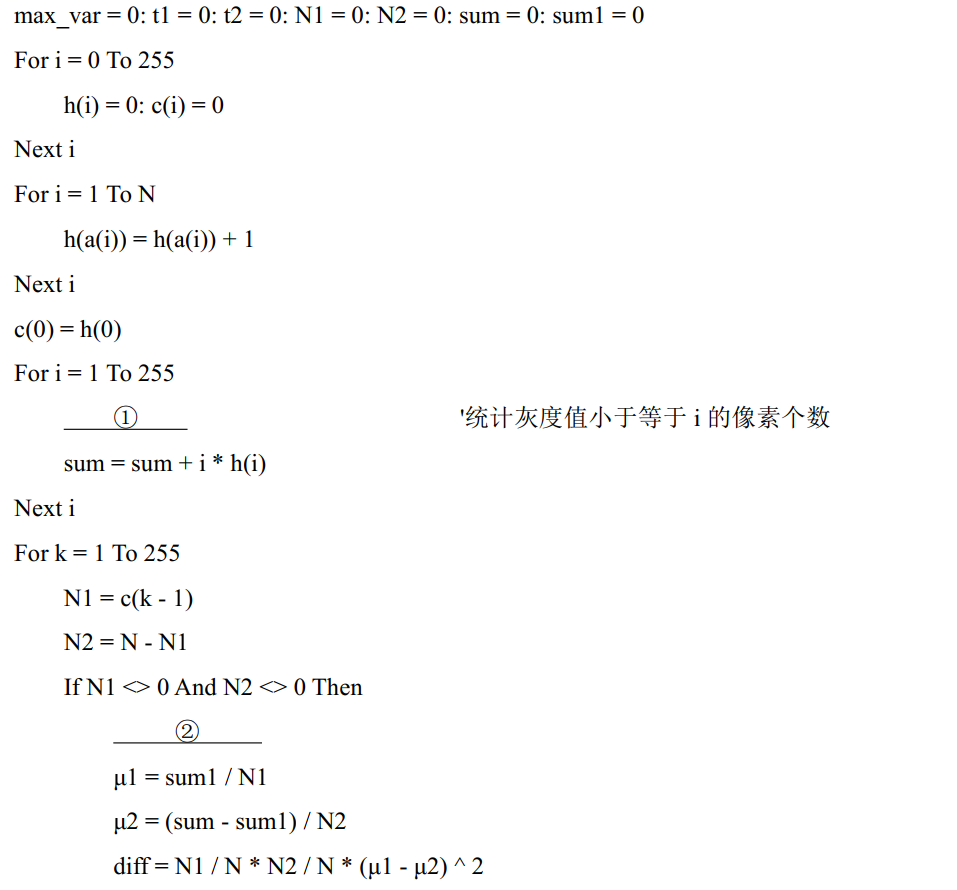 max_var = 0: t1 = 0: t2 = 0: N1 = 0: N2 = 0: sum = 0: sum1 = 0
For i = 0 To 255
h(i) = 0: c(i) = 0
Next i
For i = 1 To N
h(a(i)) = h(a(i)) + 1
Next i
c(0) = h(0)
For i = 1 To 255
① '统计灰度值小于等于 i 的像素个数
sum = sum + i * h(i)
Next i
For k = 1 To 255
N1 = c(k - 1)
N2 = N - N1
If N1 <> 0 And N2 <> 0 Then
②
μ1 = sum1 / N1
μ2 = (sum - sum1) / N2
diff = N1 / N * N2 / N * (μ1 - μ2) ^ 2